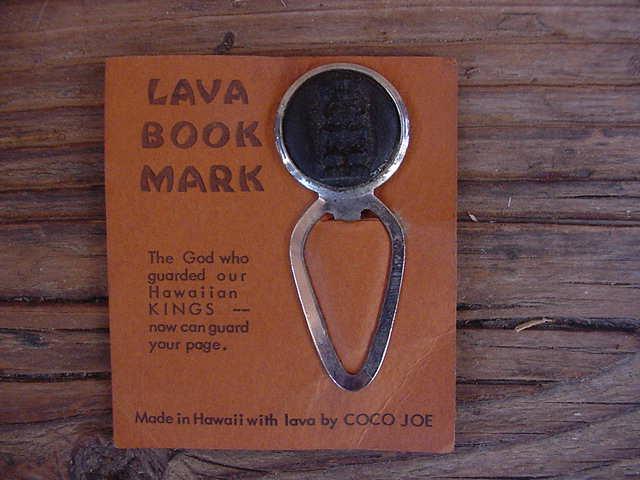 LAVA
BOOK
MARK
The God who
guarded our
Hawaiian
KINGS —
now can guard
your page.
Made in Hawaii with lava by COCO JOE